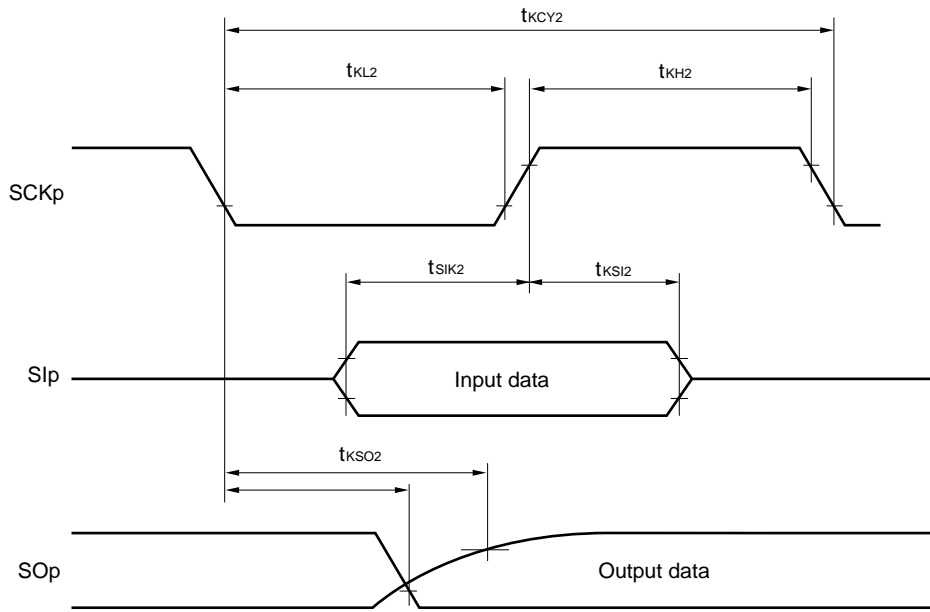 tKCY2
tKL2
tKH2
SCKp
tSIK2
tKSI2
SIp
Input data
tKSO2
SOp
Output data